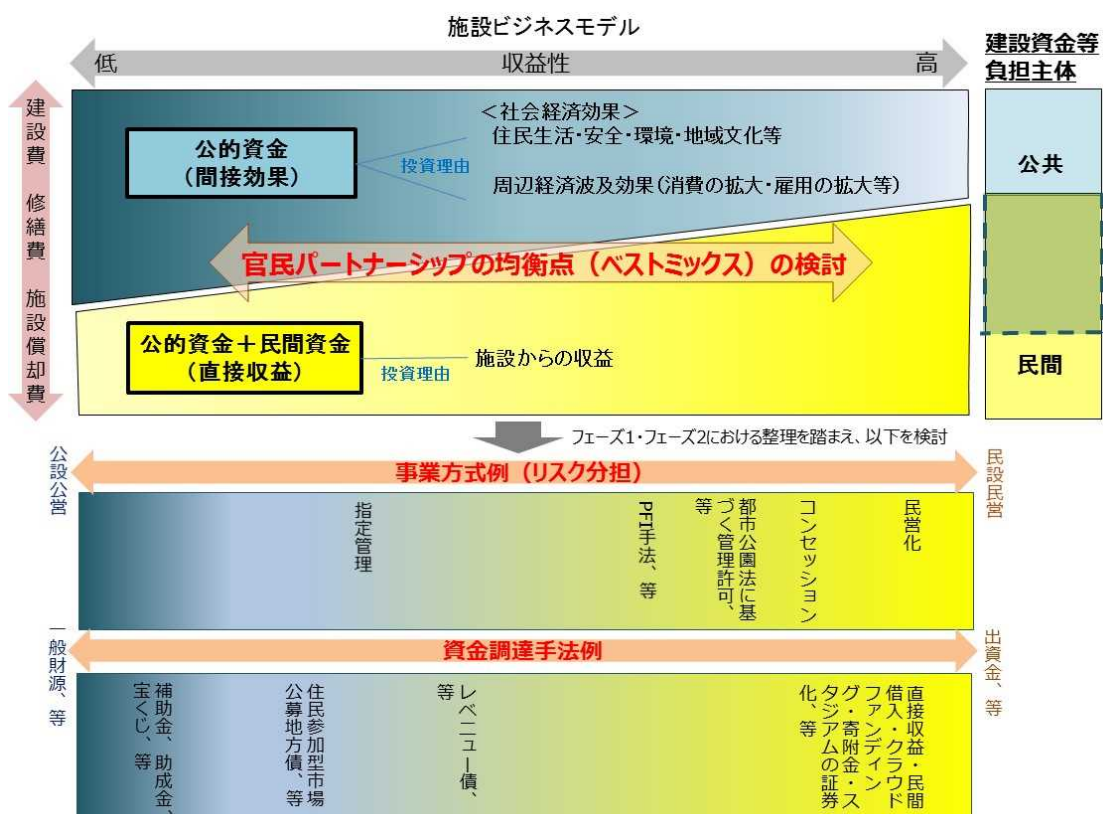 施設ビジネスモデル
低
収益性
高
建設資金等
負担主体
建設費　修繕費　施設償却費
公的資金
(間接効果)
投資理由
＜社会経済効果＞
住民生活・安全・環境・地域文化等
周辺経済波及効果(消費の拡大・雇用の拡大等)
公共
官民パートナーシップの均衡点（ベストミックス）の検討
公的資金＋民間資金
(直接収益)
投資理由
施設からの収益
民間
フェーズ1・フェーズ2における整理を踏まえ、以下を検討
公設公営
事業方式例（リスク分担）
民設民営
指定管理
PFI手法、等
都市公園法に基
づく管理許可、
等
コンセッション
民営化
一般財源、等
資金調達手法例
出資金、等
補助金、助成金、
宝くじ、等
住民参加型市場
公募地方債、等
レベニュー債、
等
直接収益・民間
借入・クラウド
ファンディン
グ・寄附金・ス
タジアムの証券
化、等